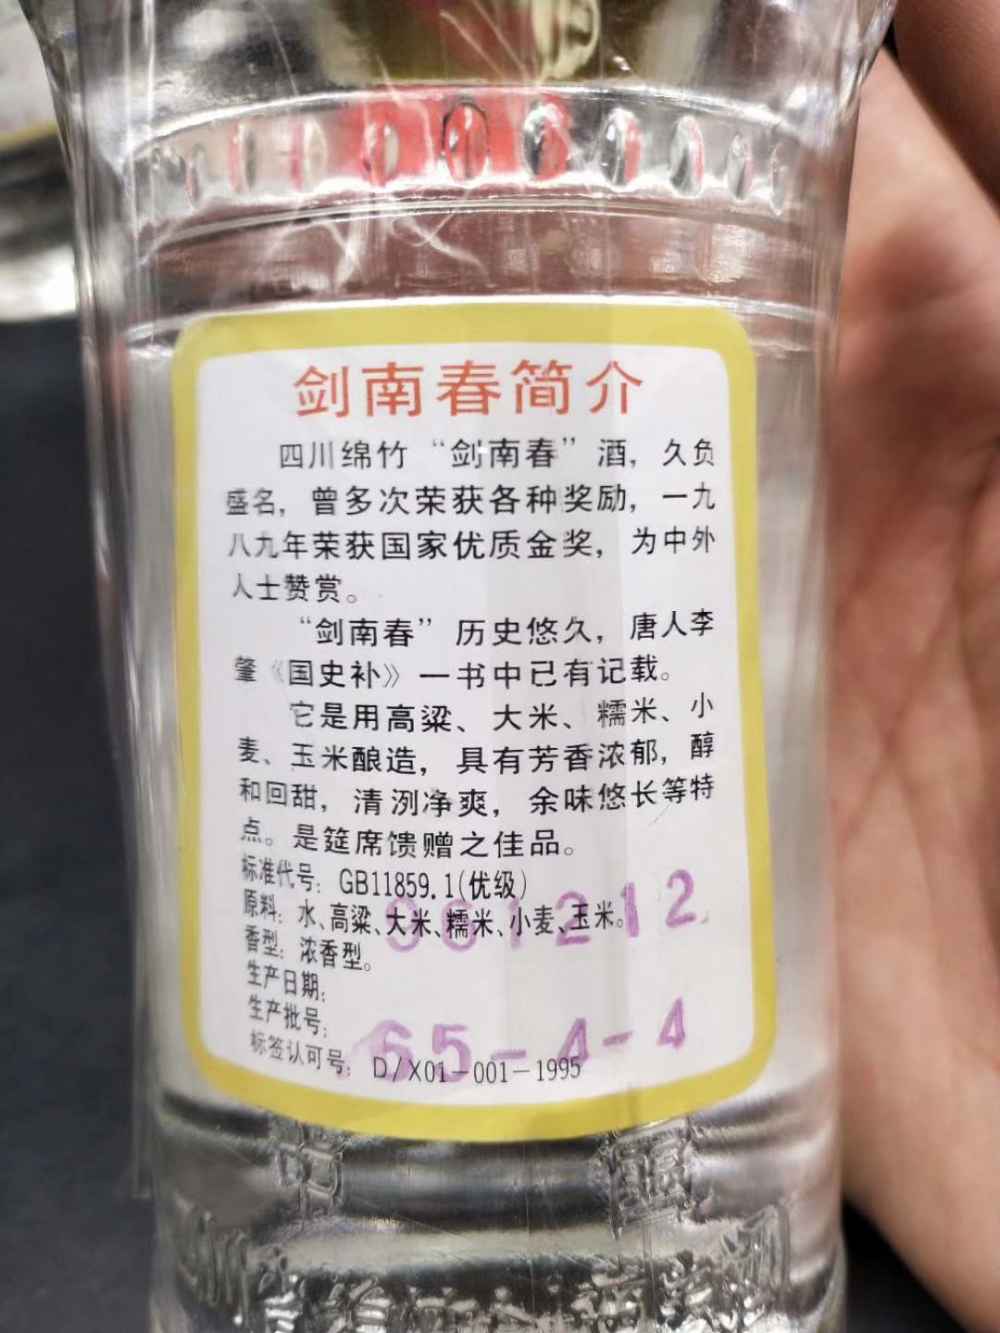 剑南春简介
四川绵竹“剑南春”酒，久负
盛名，曾多次荣获各种奖励，一九
八九年荣获国家优质金奖，为中外
人士赞赏。
“剑南春”历史悠久，唐人李
肇《国史补》一书中已有记载。
它是用高粱、大米、糯米、小
麦、玉米酿造，具有芳香浓郁，醇
和回甜，清洌净爽，余味悠长等特
点。是筵席馈赠之佳品。
标准代号：GB11859.1(优级)
原料：水、高粱、大米、糯米、小麦、玉米。
香型：浓香型。
生产日期：
生产批号：
65-4-4
标签认可号：D/X01-001-1995
中国